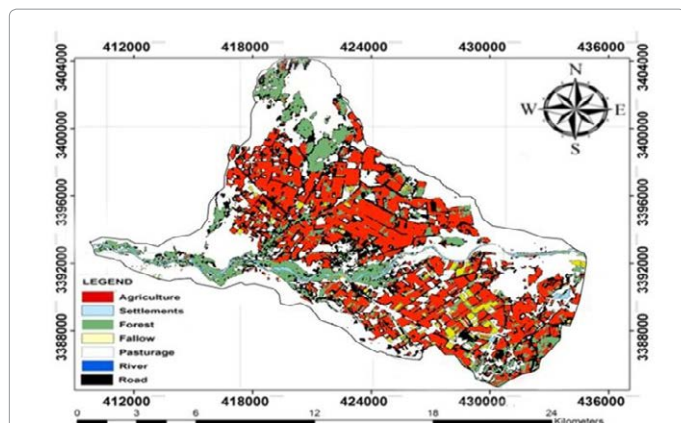 412000 418000 424000 430000 436000
N
W E
S
3404000
3400000
3396000
3392000
3388000
3404000
3400000
3396000
3392000
3388000
LEGEND
Agriculture
Settlements
Forest
Fallow
Pasturage
River
Road
412000 418000 424000 430000 436000
0 3 6 12 18 24
Kilometers